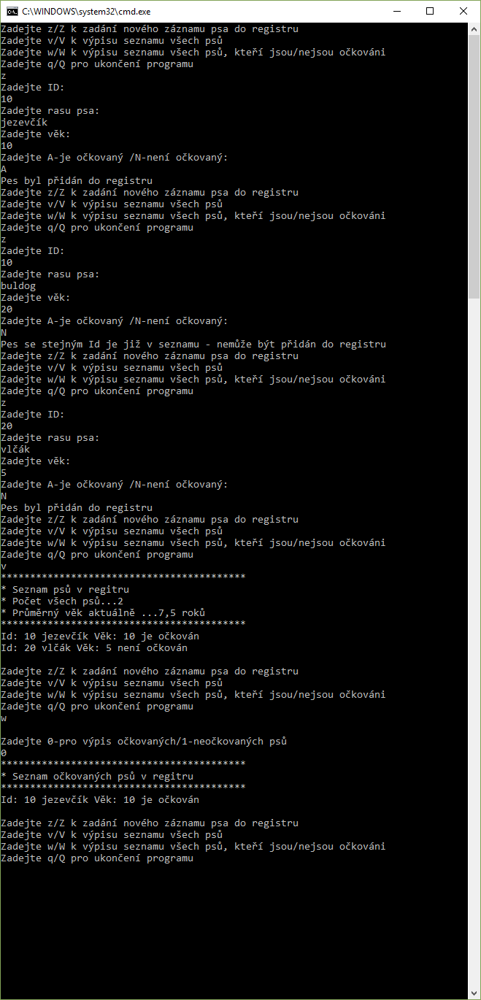 C:\WINDOWS\system32\cmd.exe
Zadejte z/Z k zadání nového záznamu psa do registru
Zadejte v/V k výpisu seznamu všech psů
Zadejte w/W k výpisu seznamu všech psů, kteří jsou/nejsou očkováni
Zadejte q/Q pro ukončení programu
z
Zadejte ID:
10
Zadejte rasu psa:
jezevčík
Zadejte věk:
10
Zadejte A-je očkovaný /N-není očkovaný:
A
Pes byl přidán do registru
Zadejte z/Z k zadání nového záznamu psa do registru
Zadejte v/V k výpisu seznamu všech psů
Zadejte w/W k výpisu seznamu všech psů, kteří jsou/nejsou očkováni
Zadejte q/Q pro ukončení programu
z
Zadejte ID:
10
Zadejte rasu psa:
buldog
Zadejte věk:
20
Zadejte A-je očkovaný /N-není očkovaný:
N
Pes se stejným Id je již v seznamu - nemůže být přidán do registru
Zadejte z/Z k zadání nového záznamu psa do registru
Zadejte v/V k výpisu seznamu všech psů
Zadejte w/W k výpisu seznamu všech psů, kteří jsou/nejsou očkováni
Zadejte q/Q pro ukončení programu
z
Zadejte ID:
20
Zadejte rasu psa:
vlčák
Zadejte věk:
5
Zadejte A-je očkovaný /N-není očkovaný:
N
Pes byl přidán do registru
Zadejte z/Z k zadání nového záznamu psa do registru
Zadejte v/V k výpisu seznamu všech psů
Zadejte w/W k výpisu seznamu všech psů, kteří jsou/nejsou očkováni
Zadejte q/Q pro ukončení programu
v
******************************************
* Seznam psů v regitru
* Počet všech psů...2
* Průměrný věk aktuálně ...7,5 roků
******************************************
Id: 10 jezevčík Věk: 10 je očkován
Id: 20 vlčák Věk: 5 není očkován
Zadejte z/Z k zadání nového záznamu psa do registru
Zadejte v/V k výpisu seznamu všech psů
Zadejte w/W k výpisu seznamu všech psů, kteří jsou/nejsou očkováni
Zadejte q/Q pro ukončení programu
w
Zadejte 0-pro výpis očkovaných/1-neočkovaných psů
0
******************************************
* Seznam očkovaných psů v regitru
******************************************
Id: 10 jezevčík Věk: 10 je očkován
Zadejte z/Z k zadání nového záznamu psa do registru
Zadejte v/V k výpisu seznamu všech psů
Zadejte w/W k výpisu seznamu všech psů, kteří jsou/nejsou očkováni
Zadejte q/Q pro ukončení programu